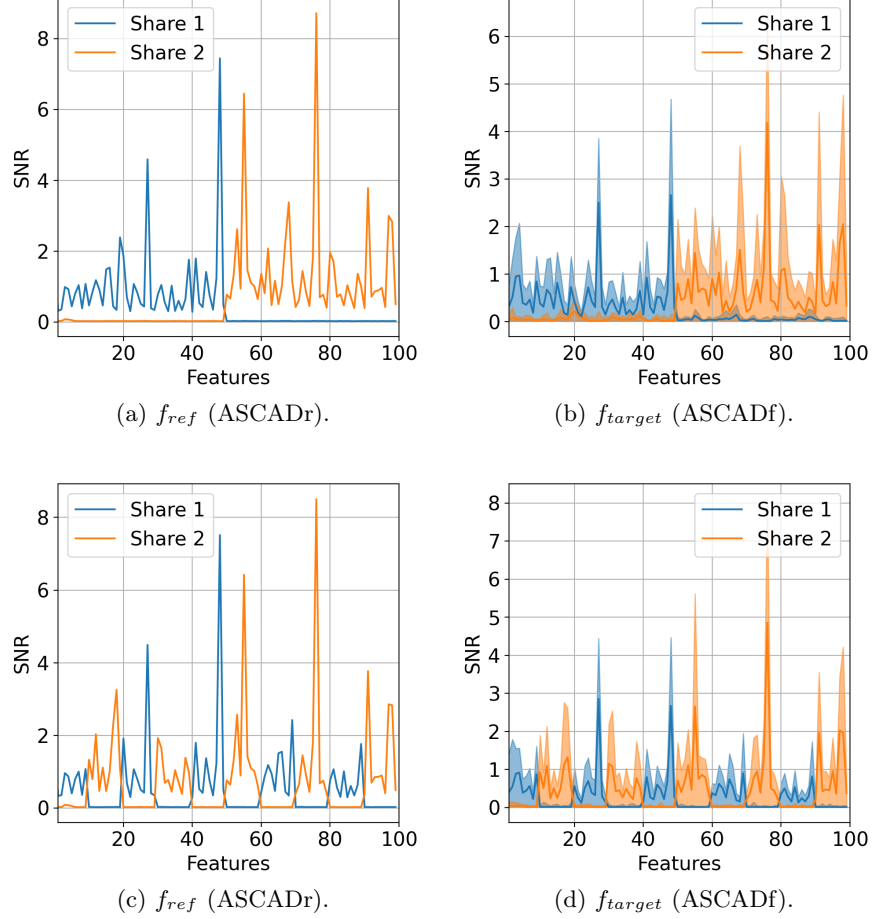 Share 1
Share 2
8
6
4
2
0
SNR
20 40 60 80 100
Features
(a) f_ref (ASCADr).
Share 1
Share 2
6
5
4
3
2
1
0
SNR
20 40 60 80 100
Features
(b) f_target (ASCADf).
Share 1
Share 2
8
6
4
2
0
SNR
20 40 60 80 100
Features
(c) f_ref (ASCADr).
Share 1
Share 2
8
7
6
5
4
3
2
1
0
SNR
20 40 60 80 100
Features
(d) f_target (ASCADf).